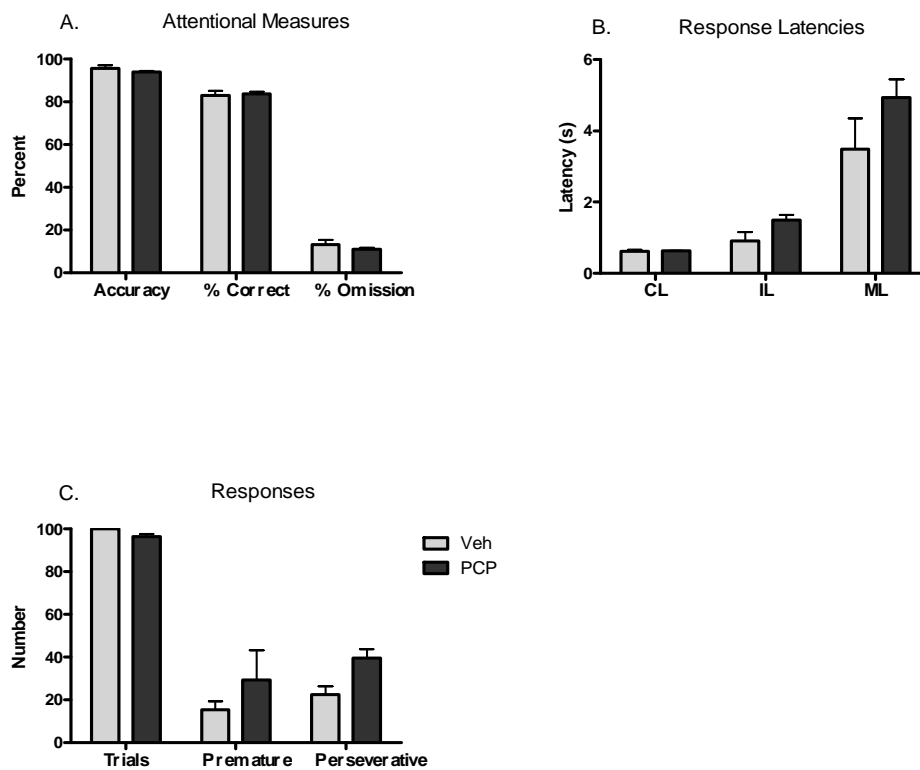 A. Attentional Measures
100
80
60
40
20
0
Percent
Accuracy % Correct % Omission
B. Response Latencies
6
4
2
0
Latency (s)
CL IL ML
C. Responses
100
80
60
40
20
0
Number
Trials Premature Perseverative
Veh
PCP